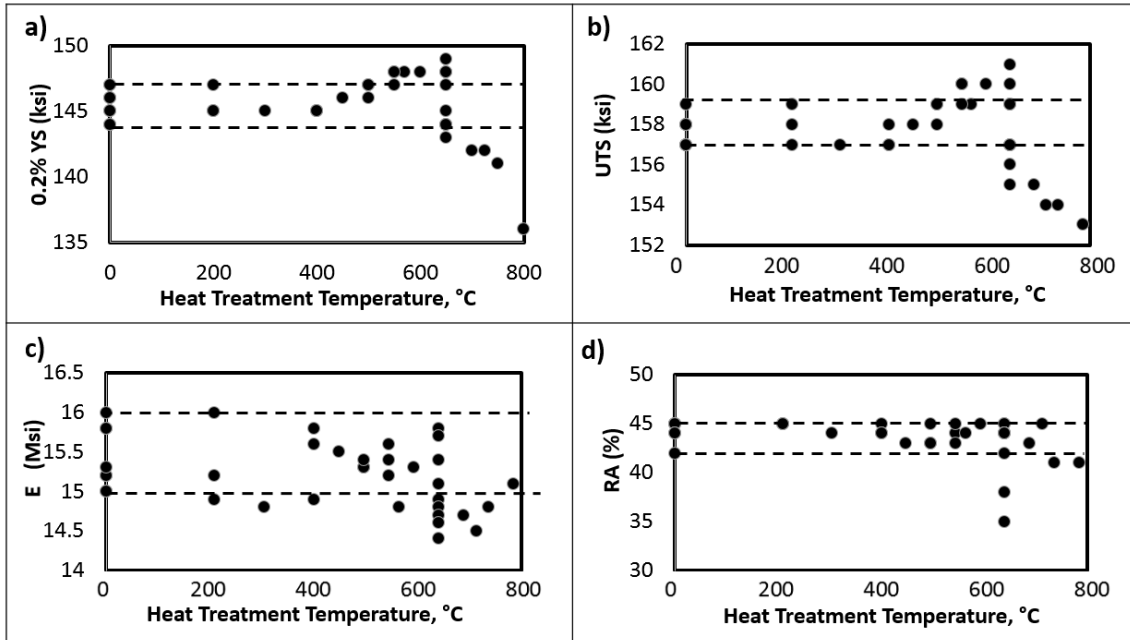 a)
150
145
140
135
0.2% YS (ksi)
0 200 400 600 800
Heat Treatment Temperature, °C
b)
162
160
158
156
154
152
UTS (ksi)
0 200 400 600 800
Heat Treatment Temperature, °C
c)
16.5
16
15.5
15
14.5
14
E (Msi)
0 200 400 600 800
Heat Treatment Temperature, °C
d)
50
45
40
35
30
RA (%)
0 200 400 600 800
Heat Treatment Temperature, °C